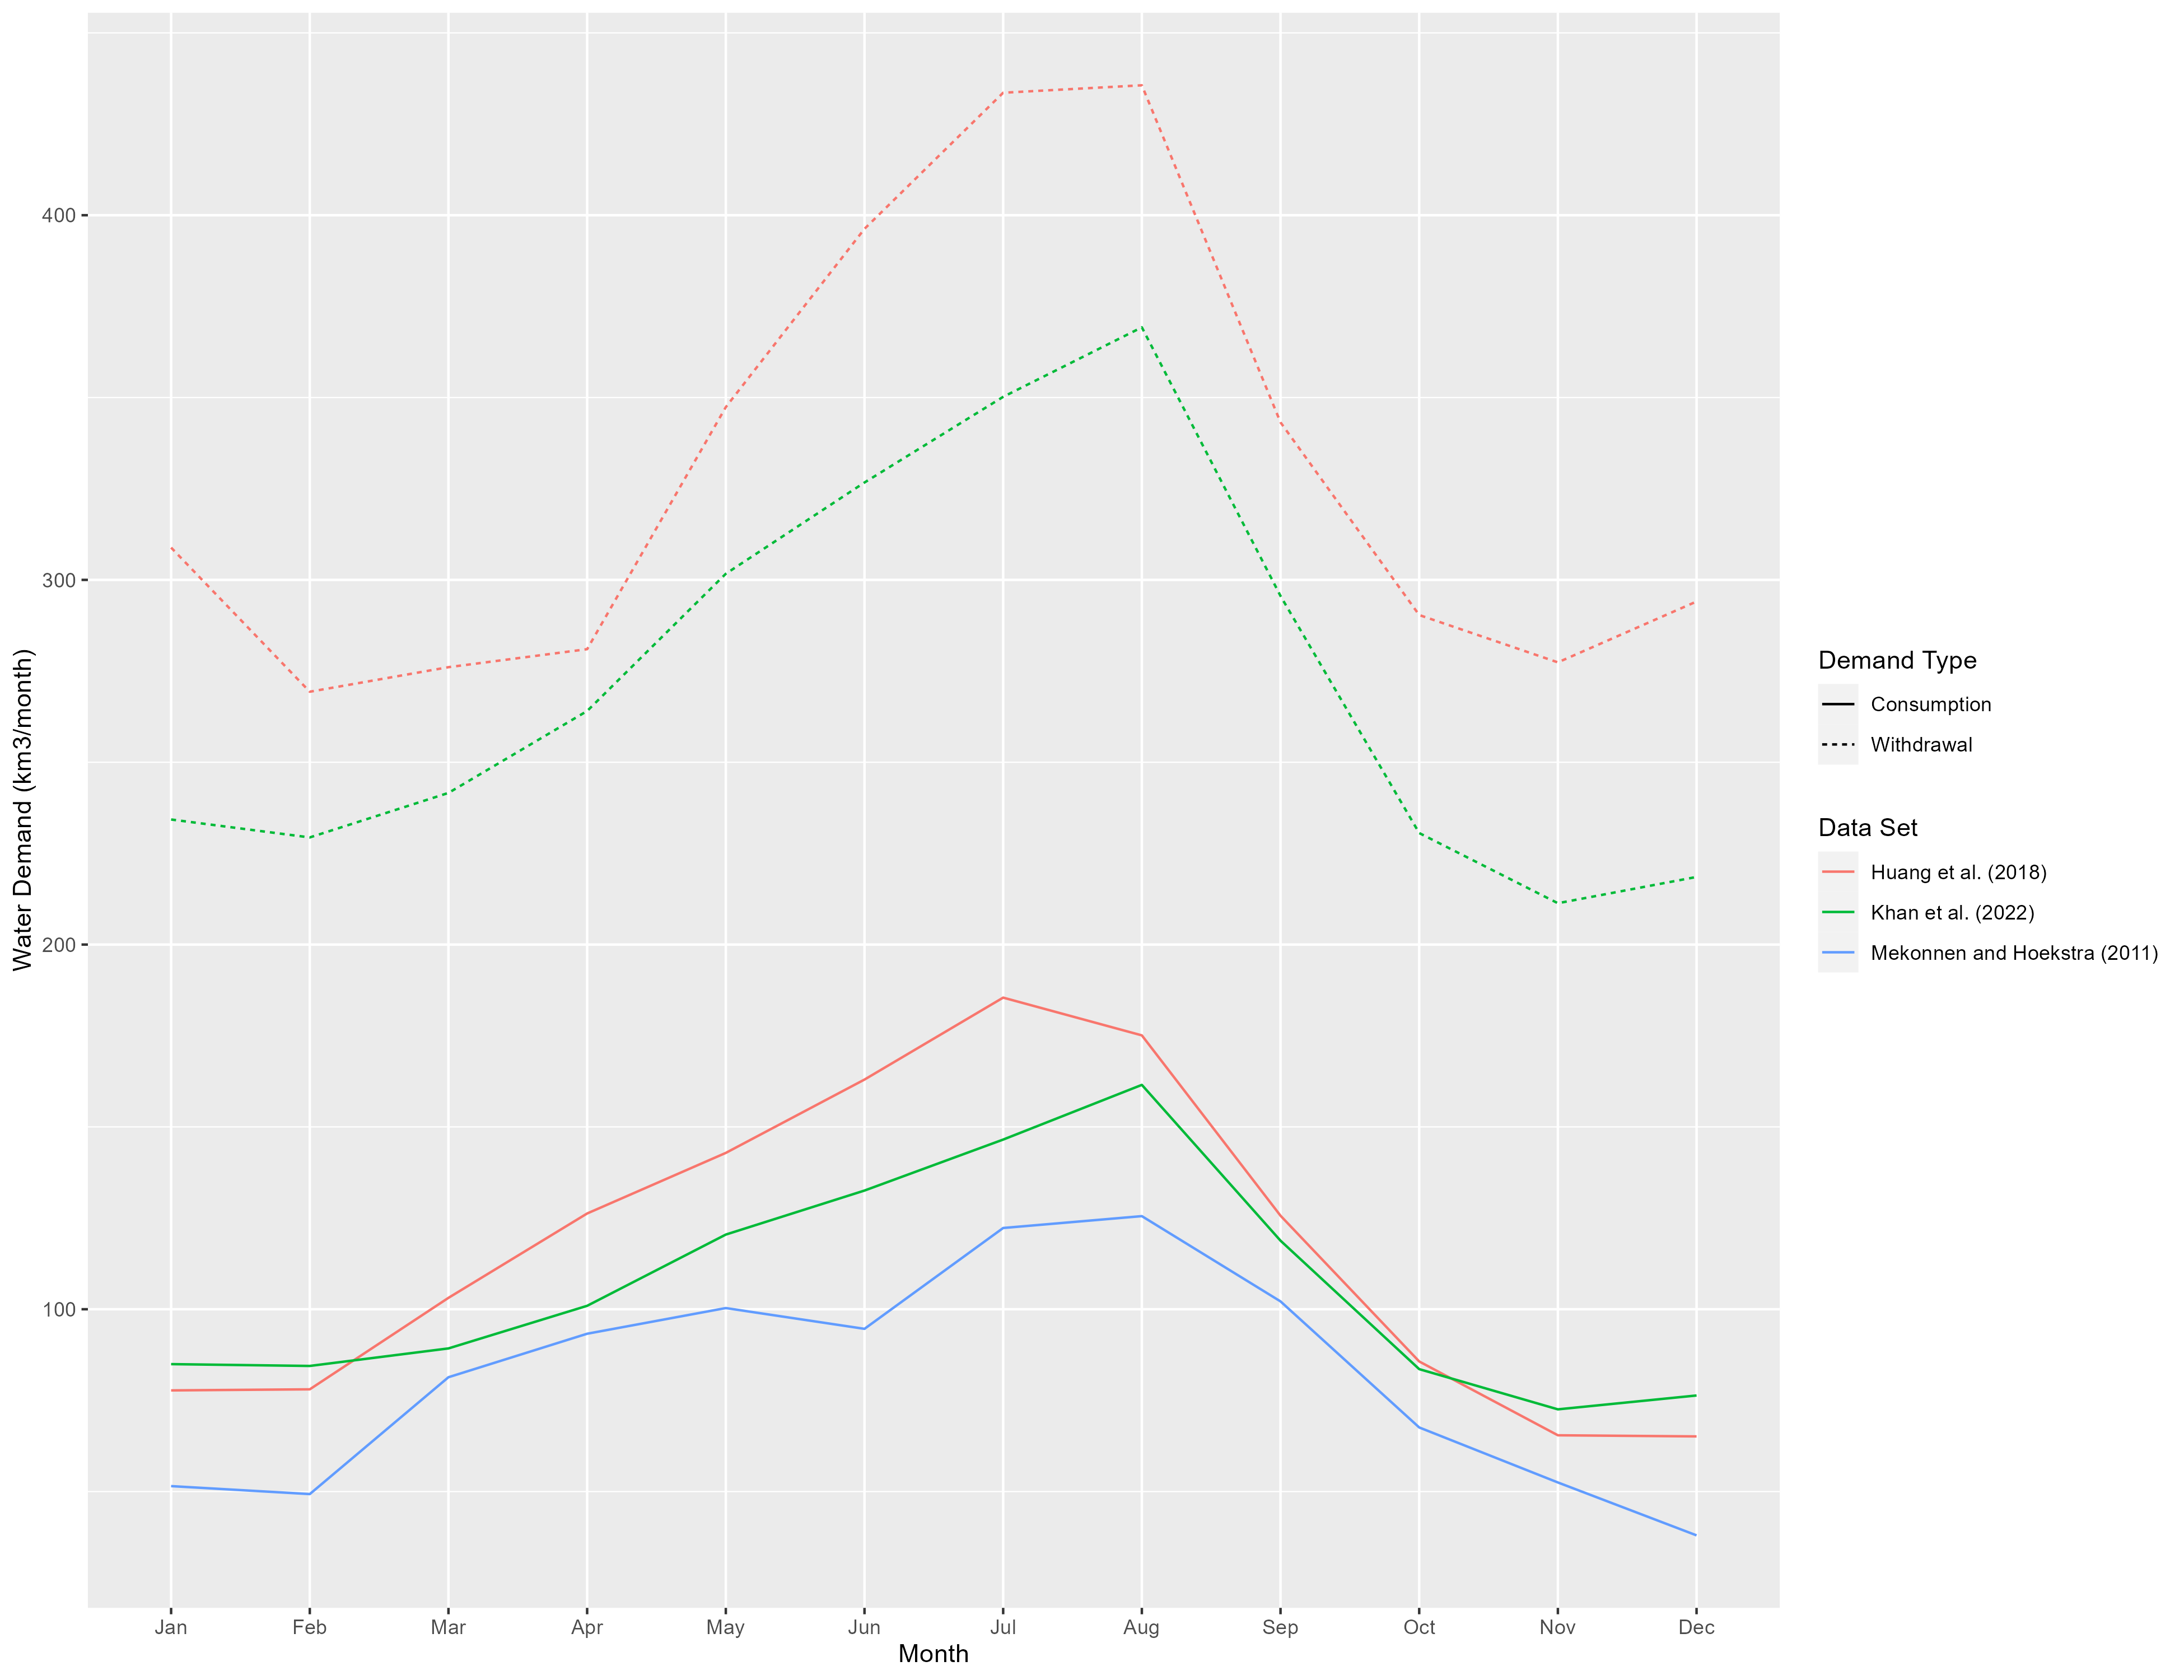 Water Demand (km3/month)
400
300
200
100
Jan Feb Mar Apr May Jun Jul Aug Sep Oct Nov Dec
Month
Demand Type
Consumption
Withdrawal
Data Set
Huang et al. (2018)
Khan et al. (2022)
Mekonnen and Hoekstra (2011)